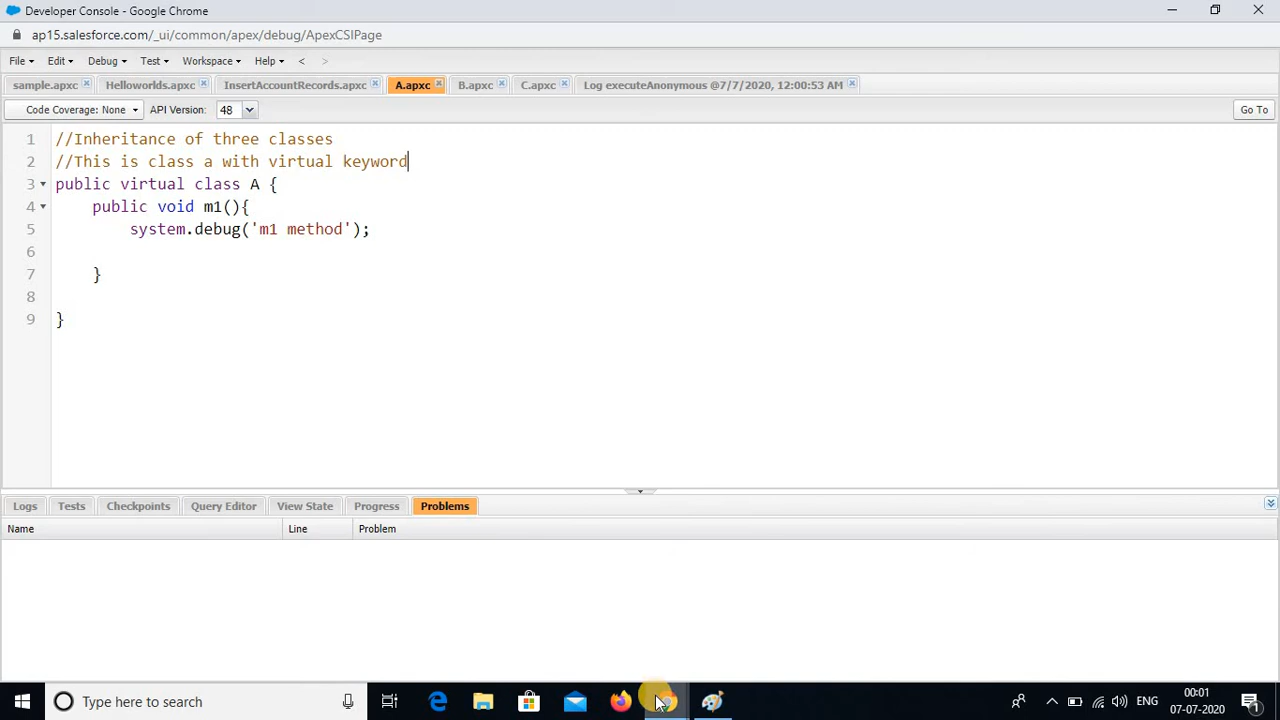 Developer Console - Google Chrome
ap15.salesforce.com/_ui/common/apex/debug/ApexCSIPage
File Edit Debug Test Workspace Help < >
sample.apxc Helloworlds.apxc InsertAccountRecords.apxc A.apxc B.apxc C.apxc Log executeAnonymous @7/7/2020, 12:00:53 AM
Code Coverage: None API Version: 48 Go To
1 //Inheritance of three classes
2 //This is class a with virtual keyword
3 public virtual class A {
4 public void m1(){
5 system.debug('m1 method');
6
7 }
8
9 }
Logs Tests Checkpoints Query Editor View State Progress Problems
Name Line Problem
Type here to search
ENG
00:01
07-07-2020
1